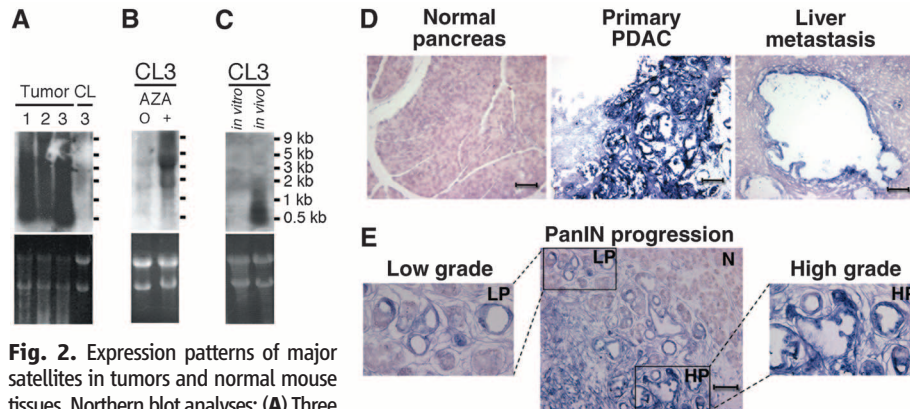 A
B
C
D
Normal pancreas
Primary PDAC
Liver metastasis
Tumor CL
1 2 3 3
CL3
AZA
O +
CL3
in vitro
in vivo
9 kb
5 kb
3 kb
2 kb
1 kb
0.5 kb
E
PanIN progression
Low grade
LP
LP
N
HP
High grade
HP
Fig. 2. Expression patterns of major
satellites in tumors and normal mouse
tissues. Northern blot analyses: (A) Three